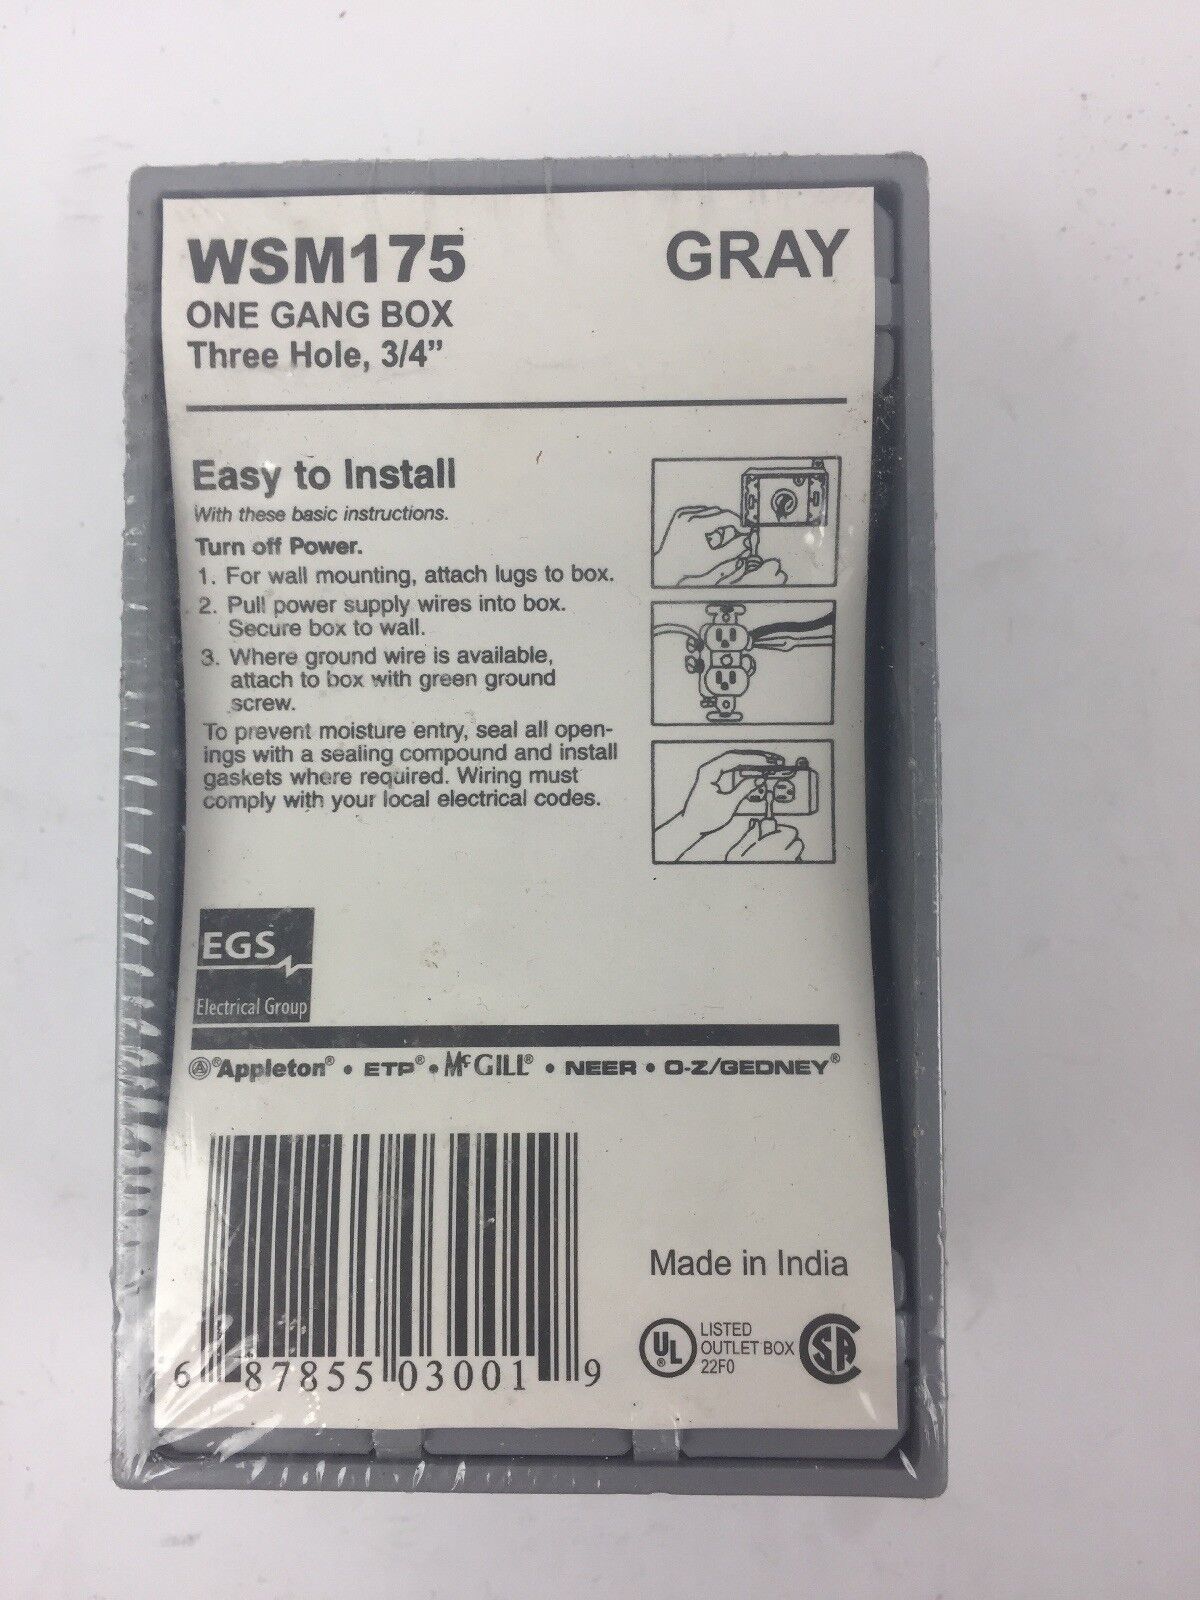 WSM175
GRAY
ONE GANG BOX
Three Hole, 3/4”
Easy to Install
With these basic instructions.
Turn off Power.
1. For wall mounting, attach lugs to box.
2. Pull power supply wires into box.
Secure box to wall.
3. Where ground wire is available,
attach to box with green ground
screw.
To prevent moisture entry, seal all open-
ings with a sealing compound and install
gaskets where required. Wiring must
comply with your local electrical codes.
EGS
Electrical Group
A® Appleton® • ETP® • McGILL® • NEER • O-Z/GEDNEY®
Made in India
UL ®
LISTED
OUTLET BOX
22F0
SA
6 87855 03001 9